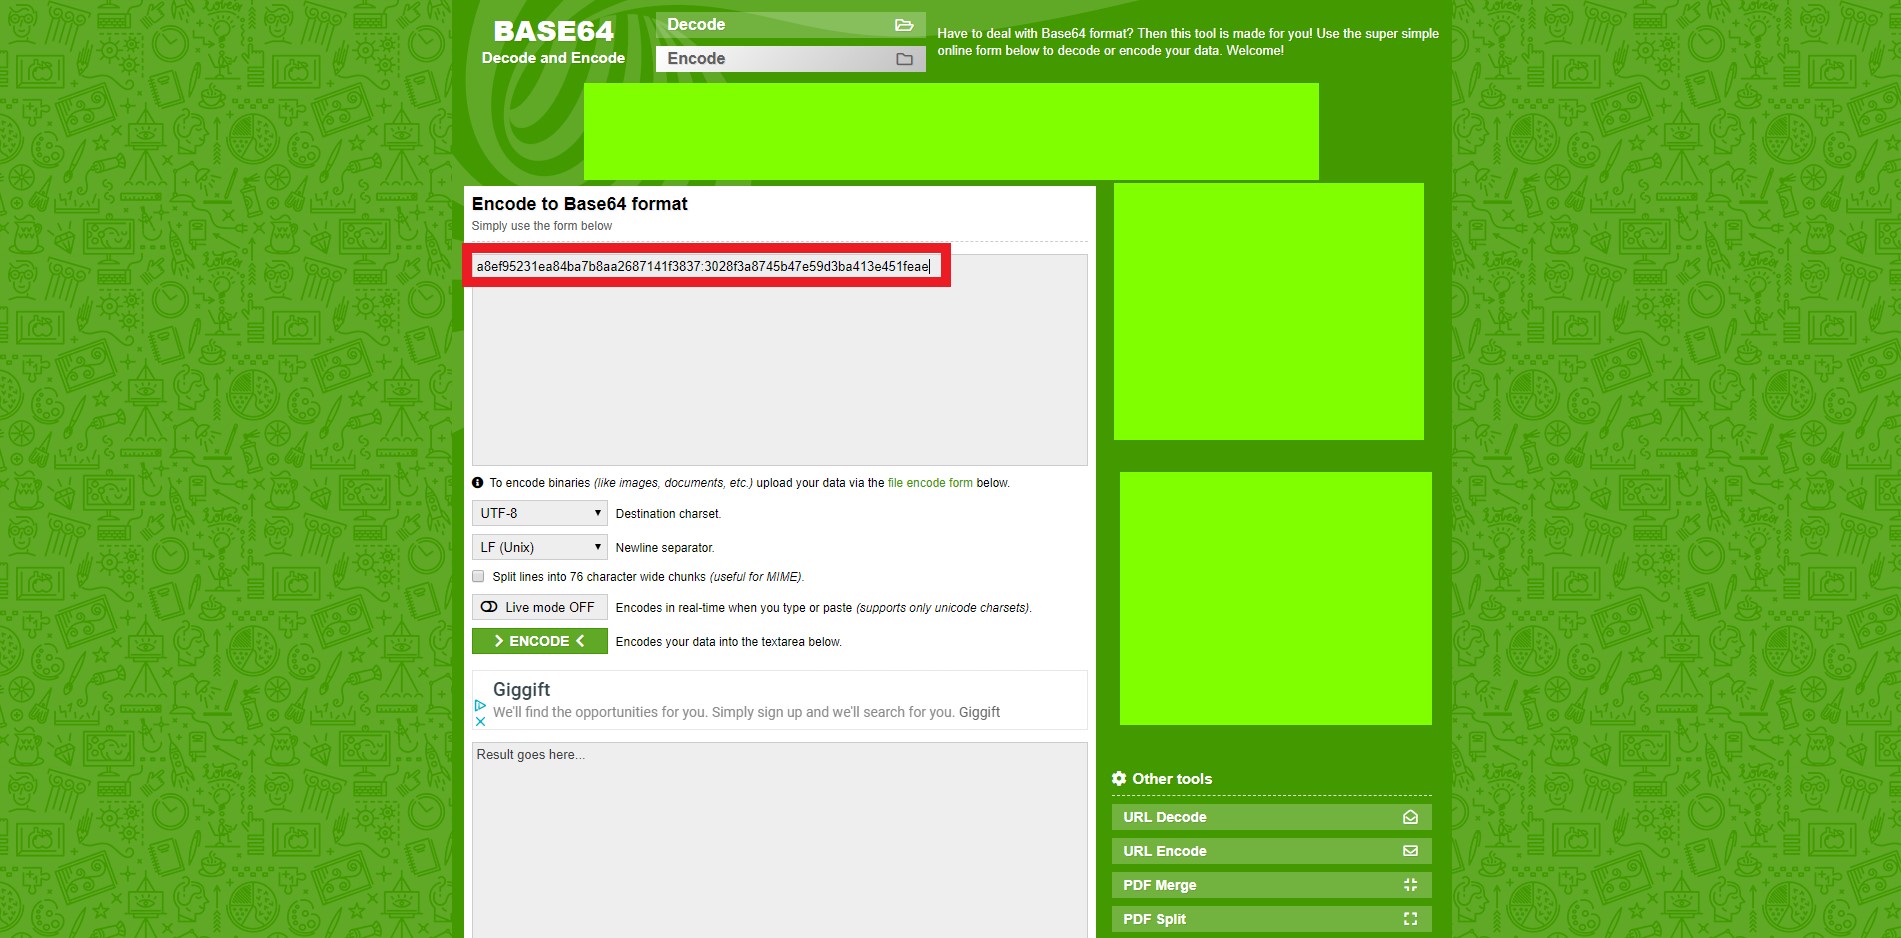 BASE64
Decode and Encode
Decode
Encode
Have to deal with Base64 format? Then this tool is made for you! Use the super simple
online form below to decode or encode your data. Welcome!
Encode to Base64 format
Simply use the form below
a8ef95231ea84ba7b8aa2687141f3837:3028f3a8745b47e59d3ba413e451feae
To encode binaries (like images, documents, etc.) upload your data via the file encode form below.
UTF-8 Destination charset.
LF (Unix) Newline separator.
Split lines into 76 character wide chunks (useful for MIME).
Live mode OFF Encodes in real-time when you type or paste (supports only unicode charsets).
ENCODE Encodes your data into the textarea below.
Giggift
We'll find the opportunities for you. Simply sign up and we'll search for you. Giggift
Result goes here...
Other tools
URL Decode
URL Encode
PDF Merge
PDF Split